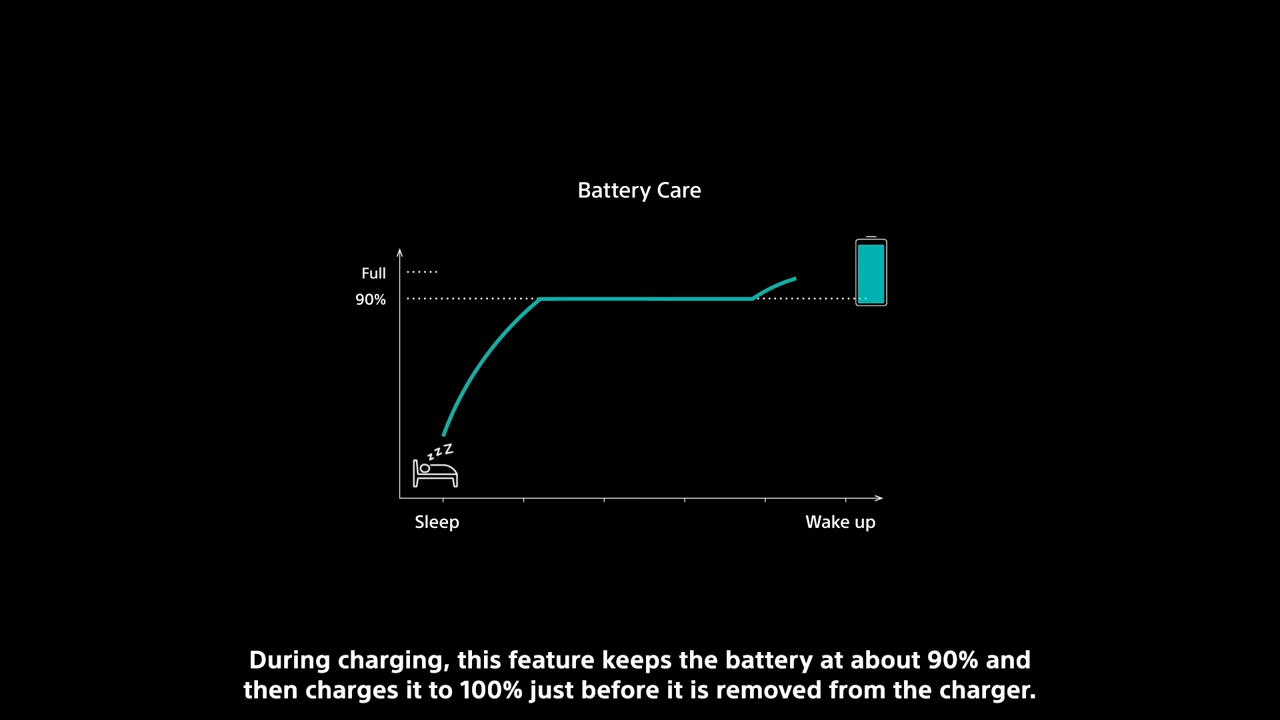 Battery Care
Full
90%
zzZ
Sleep
Wake up
During charging, this feature keeps the battery at about 90% and
then charges it to 100% just before it is removed from the charger.